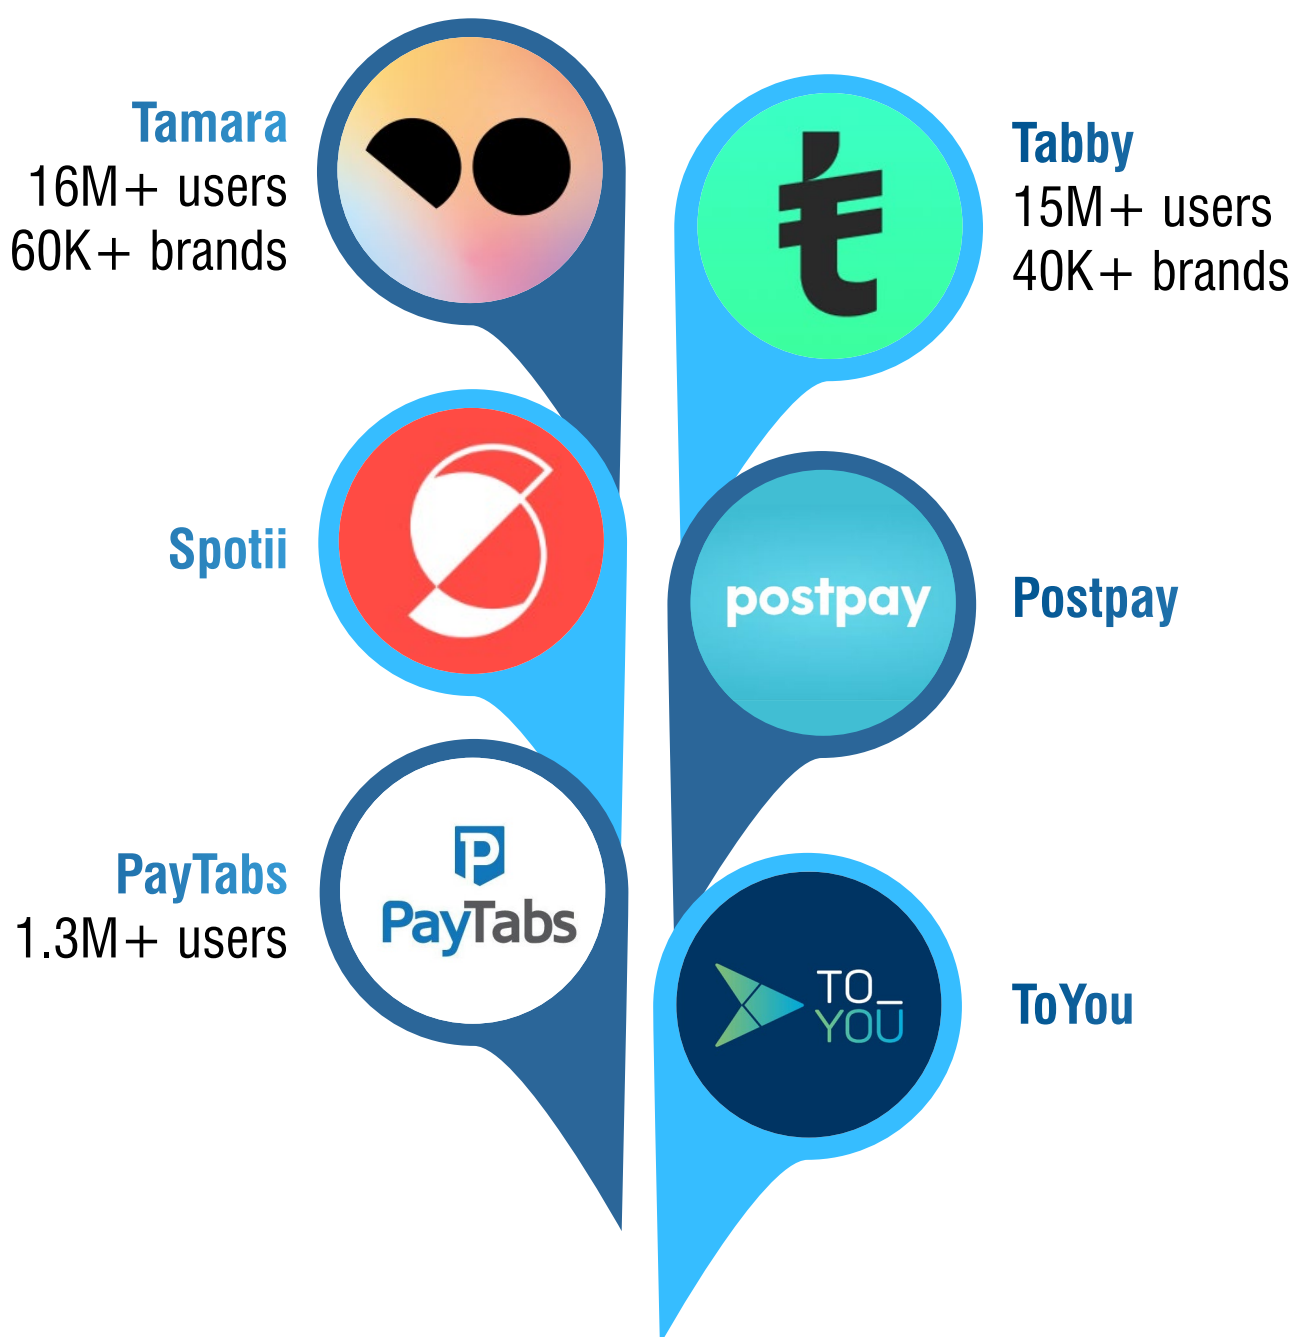 Tamara
16M+ users
60K+ brands
Tabby
15M+ users
40K+ brands
Spotii
postpay
Postpay
PayTabs
1.3M+ users
P
PayTabs
TO_
YOU
ToYou